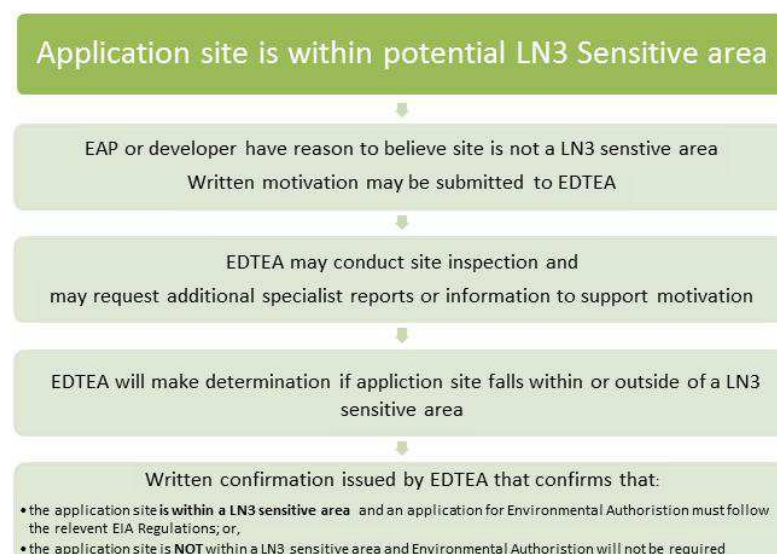 Application site is within potential LN3 Sensitive area
EAP or developer have reason to believe site is not a LN3 senstive area
Written motivation may be submitted to EDTEA
EDTEA may conduct site inspection and
may request additional specialist reports or information to support motivation
EDTEA will make determination if appliction site falls within or outside of a LN3
sensitive area
Written confirmation issued by EDTEA that confirms that:
• the application site is within a LN3 sensitive area and an application for Environmental Authoristion must follow
the relevent EIA Regulations; or,
• the application site is NOT within a LN3 sensitive area and Environmental Authoristion will not be required